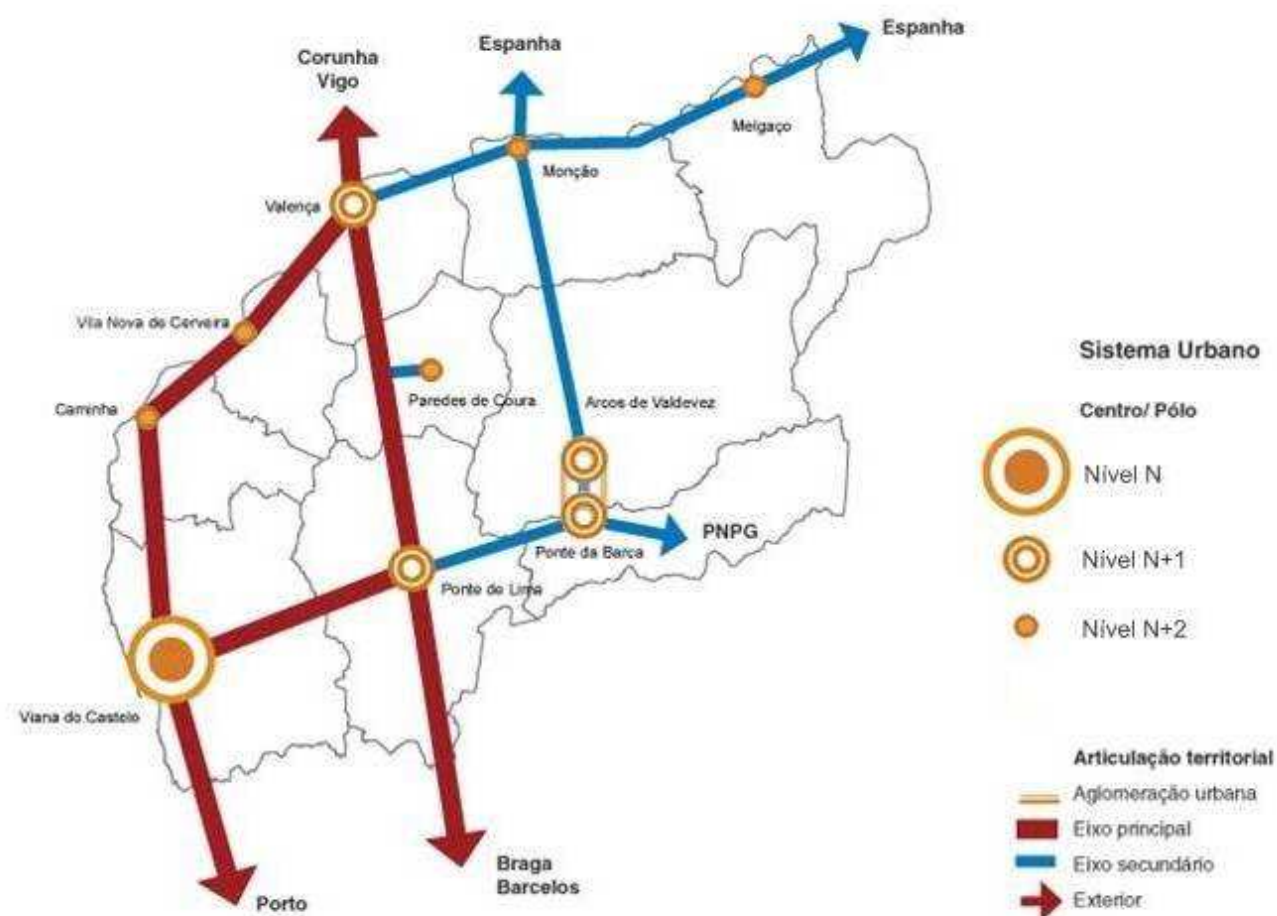 Espanha
Espanha
Corunha
Vigo
Melgaço
Monção
Valença
Vila Nova de Cerveira
Paredes de Coura
Arcos de Valdevez
Caminha
PNPG
Ponte da Barca
Ponte de Lima
Viana do Castelo
Braga
Barcelos
Porto
Sistema Urbano
Centro/ Pólo
Nível N
Nível N+1
Nível N+2
Articulação territorial
Aglomeração urbana
Eixo principal
Eixo secundário
Exterior